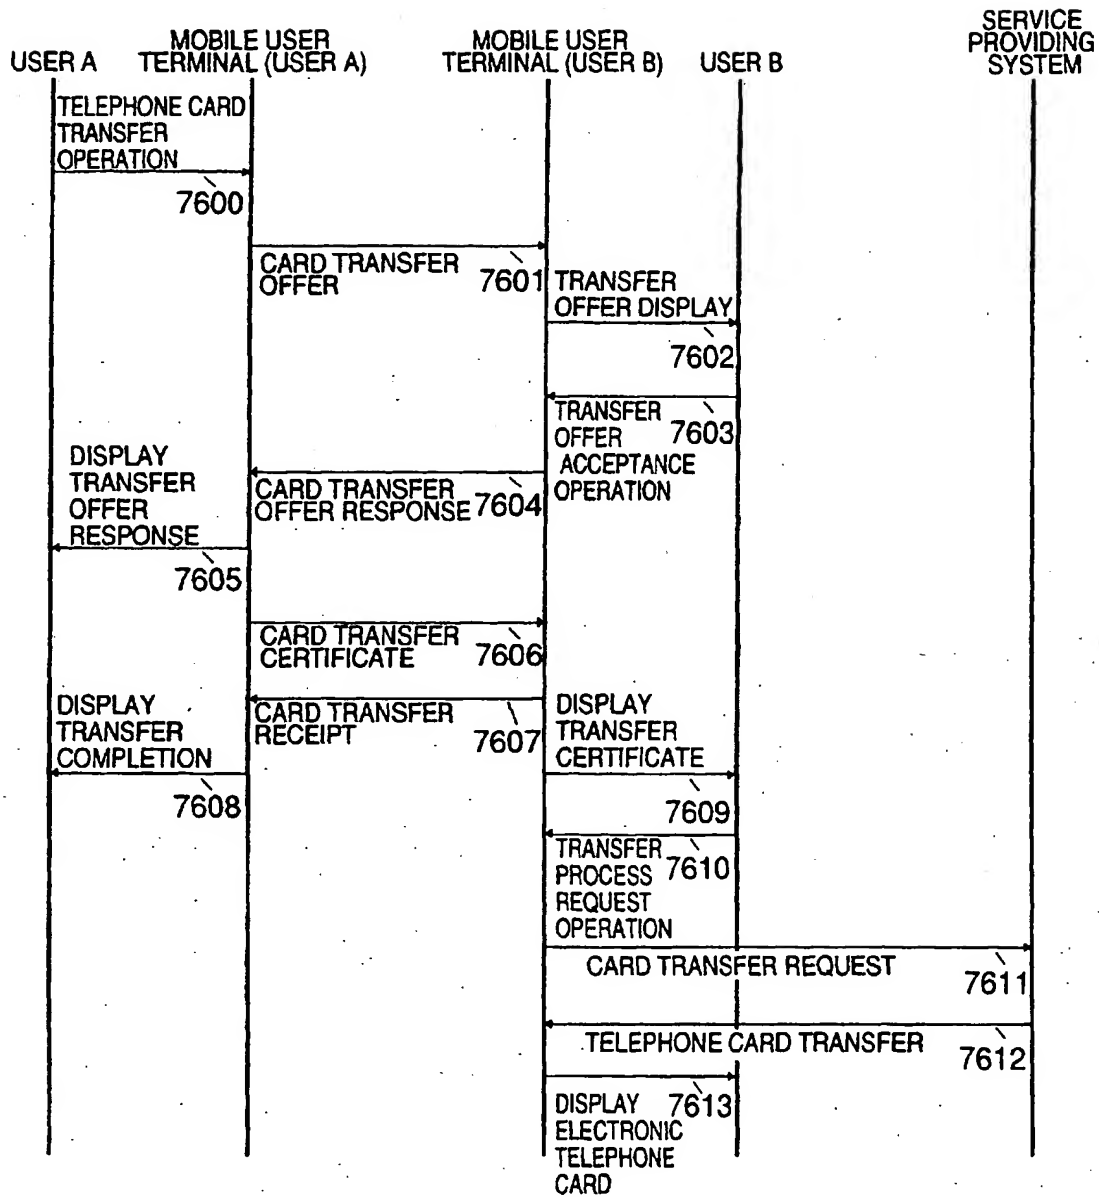 USER A
MOBILE USER
TERMINAL (USER A)
MOBILE USER
TERMINAL (USER B)
USER B
SERVICE
PROVIDING
SYSTEM
TELEPHONE CARD
TRANSFER
OPERATION
7600
CARD TRANSFER
OFFER
7601
TRANSFER
OFFER DISPLAY
7602
TRANSFER
OFFER
ACCEPTANCE
OPERATION
7603
CARD TRANSFER
OFFER RESPONSE
7604
DISPLAY
TRANSFER
OFFER
RESPONSE
7605
CARD TRANSFER
CERTIFICATE
7606
CARD TRANSFER
RECEIPT
7607
DISPLAY
TRANSFER
COMPLETION
7608
DISPLAY
TRANSFER
CERTIFICATE
7609
TRANSFER
PROCESS
REQUEST
OPERATION
7610
CARD TRANSFER REQUEST
7611
TELEPHONE CARD TRANSFER
7612
DISPLAY
ELECTRONIC
TELEPHONE
CARD
7613